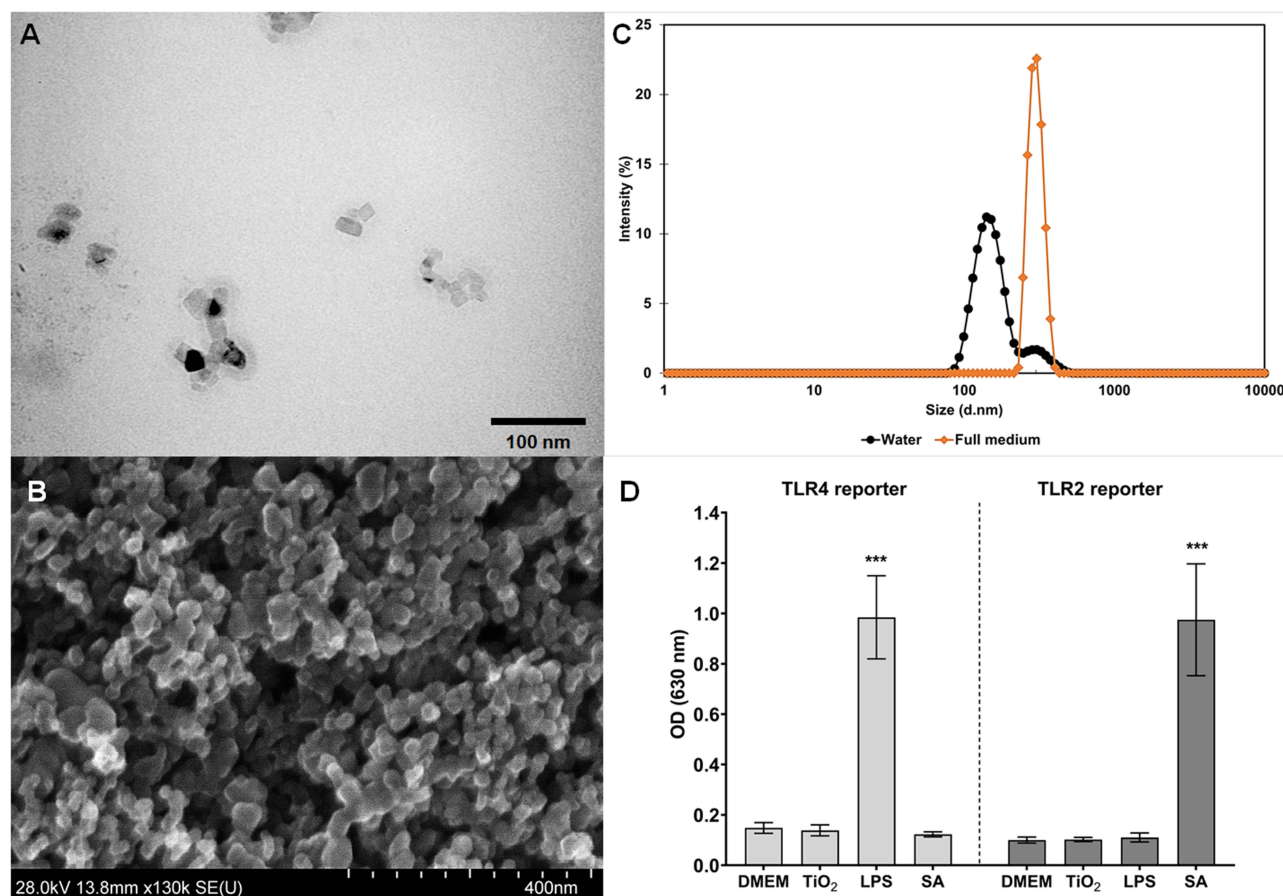 A
100 nm
B
28.0kV 13.8mm x130k SE(U)
400nm
C
25
20
15
10
5
0
Intensity (%)
1
10
100
1000
10000
Size (d.nm)
Water
Full medium
D
TLR4 reporter
TLR2 reporter
1.4
1.2
1.0
0.8
0.6
0.4
0.2
0.0
OD (630 nm)
***
***
DMEM TiO₂ LPS SA DMEM TiO₂ LPS SA